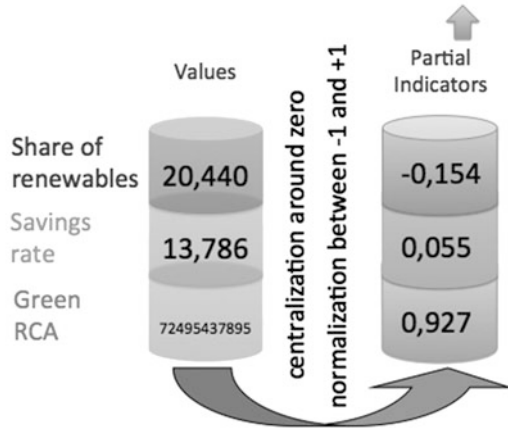 Values
Partial
Indicators
Share of
renewables
20,440
-0,154
Savings
rate
13,786
0,055
Green
RCA
72495437895
0,927
centralization around zero
normalization between -1 and +1